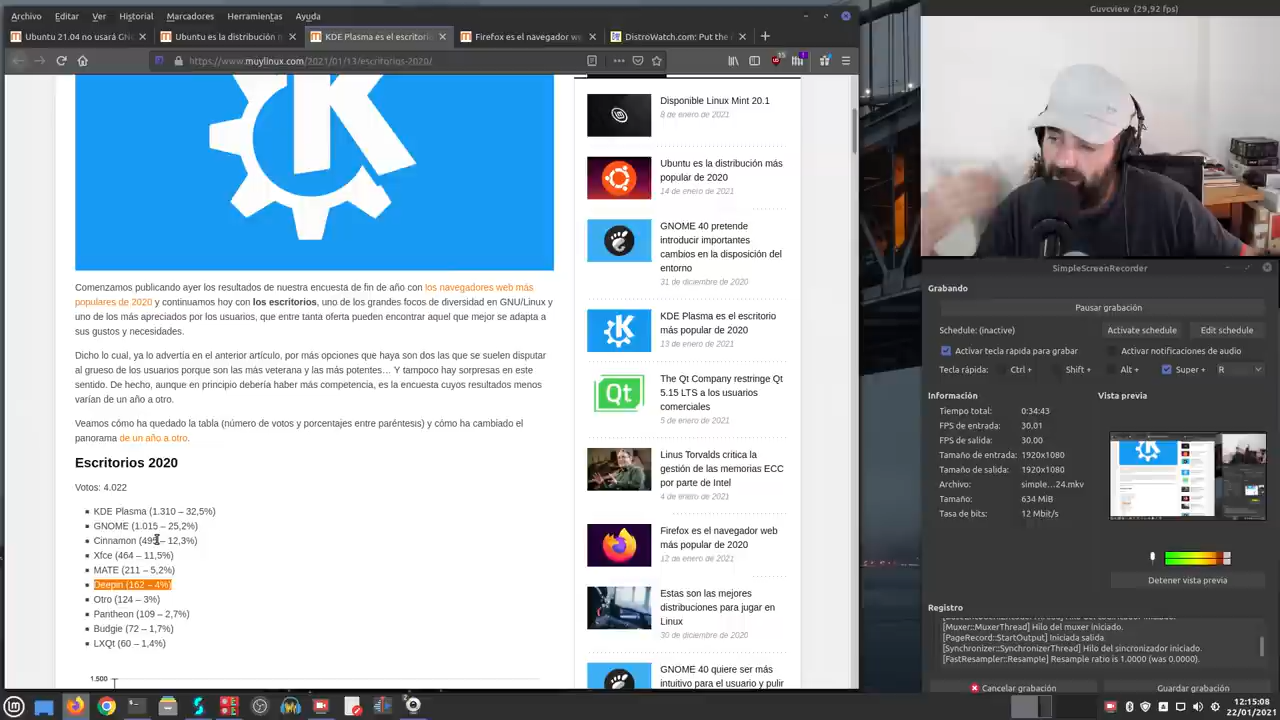 Archivo Editar Ver Historial Marcadores Herramientas Ayuda
Ubuntu 21.04 no usará GN
Ubuntu es la distribución m
KDE Plasma es el escritorio
Firefox es el navegador we
DistroWatch.com: Put the
https://www.muylinux.com/2021/01/13/escritorios-2020/
Comenzamos publicando ayer los resultados de nuestra encuesta de fin de año con los navegadores web más
populares de 2020 y continuamos hoy con los escritorios, uno de los grandes focos de diversidad en GNU/Linux y
uno de los más apreciados por los usuarios, que entre tanta oferta pueden encontrar aquel que mejor se adapta a
sus gustos y necesidades.
Dicho lo cual, ya lo advertía en el anterior artículo, por más opciones que haya son dos las que se suelen disputar
al grueso de los usuarios porque son las más veterana y las más potentes... Y tampoco hay sorpresas en este
sentido. De hecho, aunque en principio debería haber más competencia, es la encuesta cuyos resultados menos
varían de un año a otro.
Veamos cómo ha quedado la tabla (número de votos y porcentajes entre paréntesis) y cómo ha cambiado el
panorama de un año a otro.
Escritorios 2020
Votos: 4.022
KDE Plasma (1.310 – 32,5%)
GNOME (1.015 – 25,2%)
Cinnamon (495 – 12,3%)
Xfce (464 – 11,5%)
MATE (211 – 5,2%)
Deepin (162 – 4%)
Otro (124 – 3%)
Pantheon (109 – 2,7%)
Budgie (72 – 1,7%)
LXQt (60 – 1,4%)
1.500
Disponible Linux Mint 20.1
8 de enero de 2021
Ubuntu es la distribución más
popular de 2020
14 de enero de 2021
GNOME 40 pretende
introducir importantes
cambios en la disposición del
entorno
31 de diciembre de 2020
KDE Plasma es el escritorio
más popular de 2020
13 de enero de 2021
Qt
The Qt Company restringe Qt
5.15 LTS a los usuarios
comerciales
5 de enero de 2021
Linus Torvalds critica la
gestión de las memorias ECC
por parte de Intel
4 de enero de 2021
Firefox es el navegador web
más popular de 2020
12 de enero de 2021
Estas son las mejores
distribuciones para jugar en
Linux
30 de diciembre de 2020
GNOME 40 quiere ser más
intuitivo para el usuario y pulir
Guvcview (29,92 fps)
SimpleScreenRecorder
Grabando
Pausar grabación
Schedule: (inactive)
Activate schedule
Edit schedule
Activar tecla rápida para grabar
Activar notificaciones de audio
Tecla rápida: Ctrl + Shift + Alt + Super + R
Información
Tiempo total: 0:34:43
FPS de entrada: 30.01
FPS de salida: 30.00
Tamaño de entrada: 1920x1080
Tamaño de salida: 1920x1080
Archivo: simple...24.mkv
Tamaño: 634 MiB
Tasa de bits: 12 Mbit/s
Vista previa
Detener vista previa
Registro
[Muxer::MuxerThread] Hilo del muxer iniciado.
[PageRecord::StartOutput] Iniciada salida
[Synchronizer::SynchronizerThread] Hilo del sincronizador iniciado.
[FastResampler::Resample] Resample ratio is 1.0000 (was 0.0000).
Cancelar grabación
Guardar grabación
12:15:08
22/01/2021